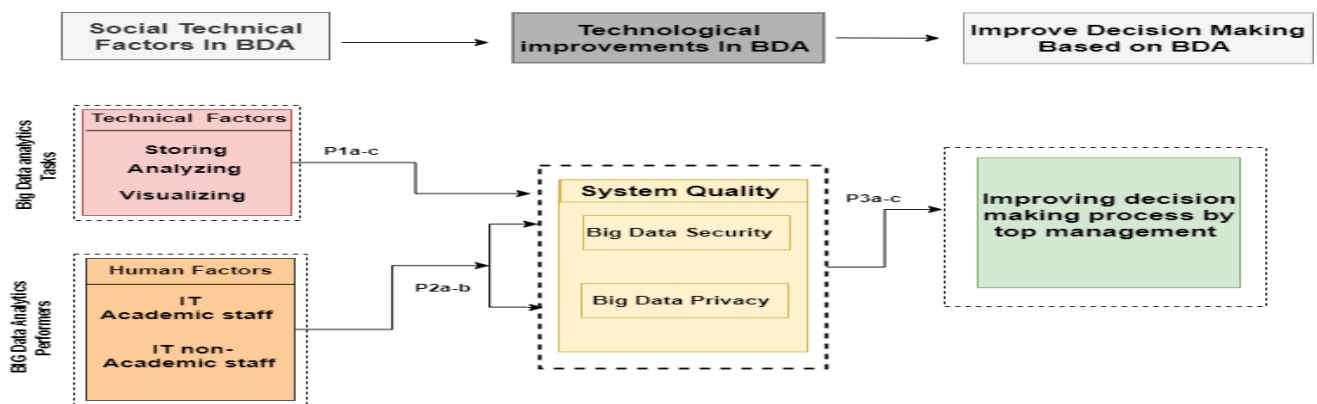 Social Technical
Factors In BDA
Technological
improvements In BDA
Improve Decision Making
Based on BDA
Big Data analytics
Tasks
Technical Factors
Storing
Analyzing
Visualizing
P1a-c
System Quality
Big Data Security
Big Data Privacy
P3a-c
Improving decision
making process by
top management
BIG Data Analytics
Performers
Human Factors
IT
Academic staff
IT non-
Academic staff
P2a-b